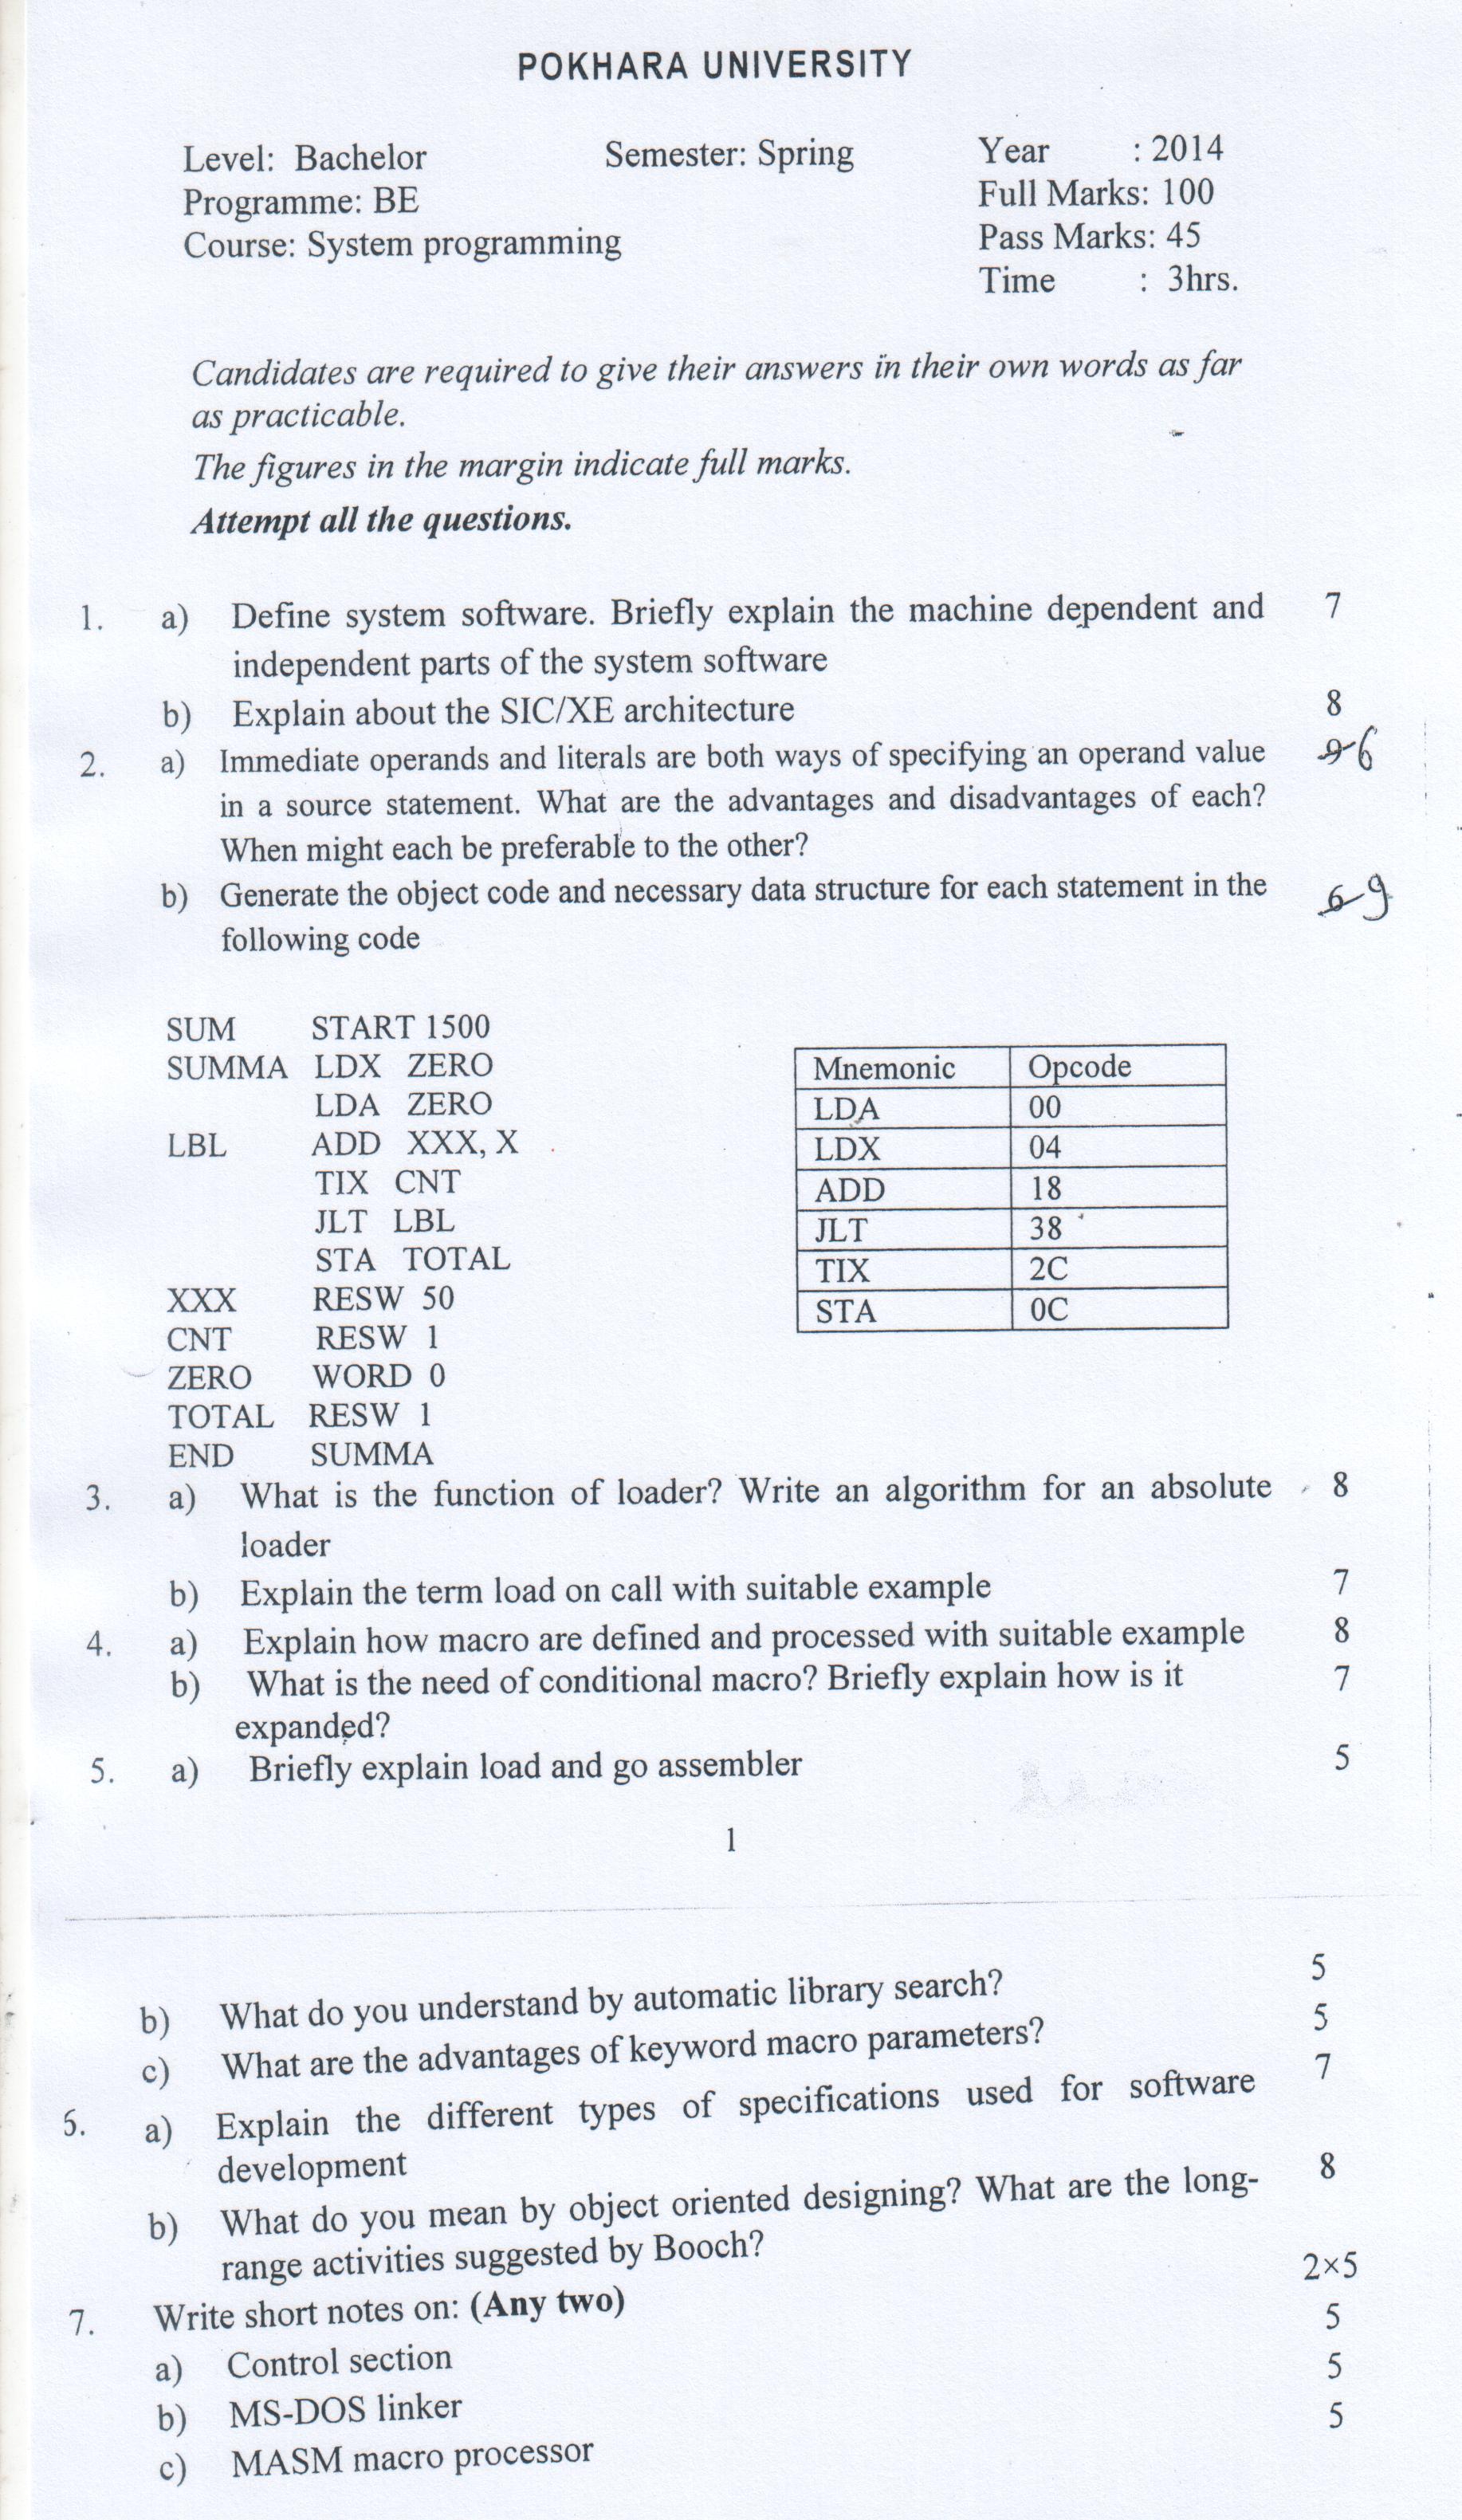 POKHARA UNIVERSITY
Level: Bachelor Semester: Spring Year : 2014
Programme: BE Full Marks: 100
Course: System programming Pass Marks: 45
Time : 3hrs.
Candidates are required to give their answers in their own words as far
as practicable.
The figures in the margin indicate full marks.
Attempt all the questions.
1. a) Define system software. Briefly explain the machine dependent and 7
independent parts of the system software
b) Explain about the SIC/XE architecture 8
2. a) Immediate operands and literals are both ways of specifying an operand value 9 6
in a source statement. What are the advantages and disadvantages of each?
When might each be preferable to the other?
b) Generate the object code and necessary data structure for each statement in the 6 9
following code
SUM START 1500
SUMMA LDX ZERO Mnemonic Opcode
LDA ZERO LDA 00
LBL ADD XXX, X LDX 04
TIX CNT ADD 18
JLT LBL JLT 38
STA TOTAL TIX 2C
XXX RESW 50 STA 0C
CNT RESW 1
ZERO WORD 0
TOTAL RESW 1
END SUMMA
3. a) What is the function of loader? Write an algorithm for an absolute 8
loader
b) Explain the term load on call with suitable example 7
4. a) Explain how macro are defined and processed with suitable example 8
b) What is the need of conditional macro? Briefly explain how is it 7
expanded?
5. a) Briefly explain load and go assembler 5
1
b) What do you understand by automatic library search? 5
c) What are the advantages of keyword macro parameters? 5
5. a) Explain the different types of specifications used for software 7
development
b) What do you mean by object oriented designing? What are the long- 8
range activities suggested by Booch?
7. Write short notes on: (Any two) 2×5
a) Control section 5
b) MS-DOS linker 5
c) MASM macro processor 5